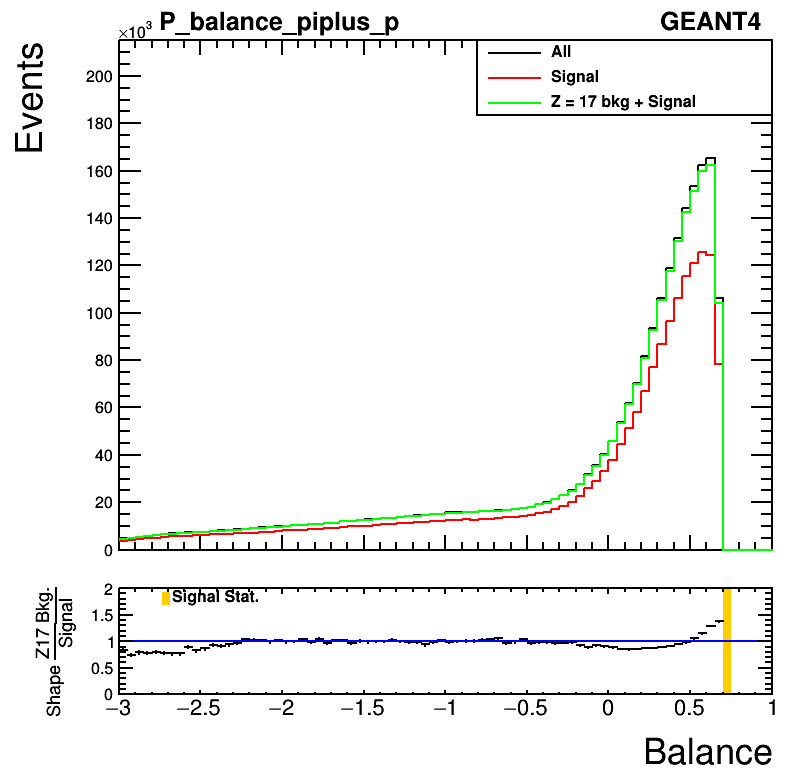 ×10³ P_balance_piplus_p GEANT4
Events
All
Signal
Z = 17 bkg + Signal
200
180
160
140
120
100
80
60
40
20
0
Shape Z17 Bkg. / Signal
Signal Stat.
2
1.5
1
0.5
0
−3 −2.5 −2 −1.5 −1 −0.5 0 0.5 1
Balance